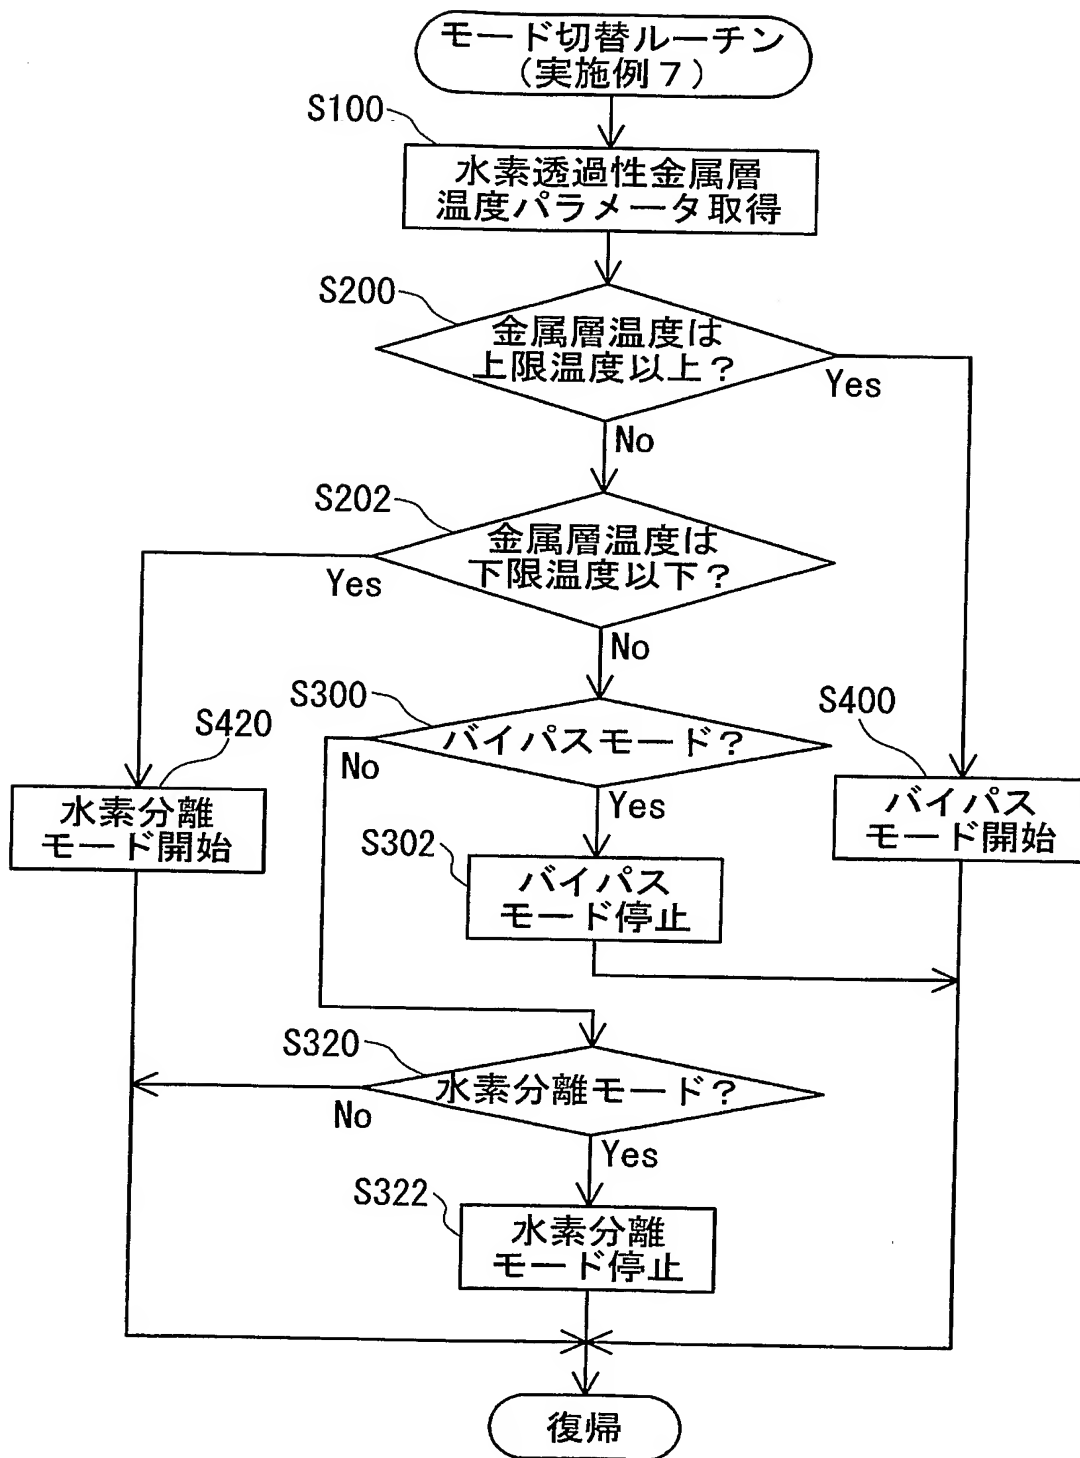 モード切替ルーチン
(実施例７)
S100
水素透過性金属層
温度パラメータ取得
S200
金属層温度は
上限温度以上？
Yes
No
S202
金属層温度は
下限温度以下？
Yes
No
S300
バイパスモード？
No
Yes
S400
バイパス
モード開始
S420
水素分離
モード開始
S302
バイパス
モード停止
S320
水素分離モード？
No
Yes
S322
水素分離
モード停止
復帰